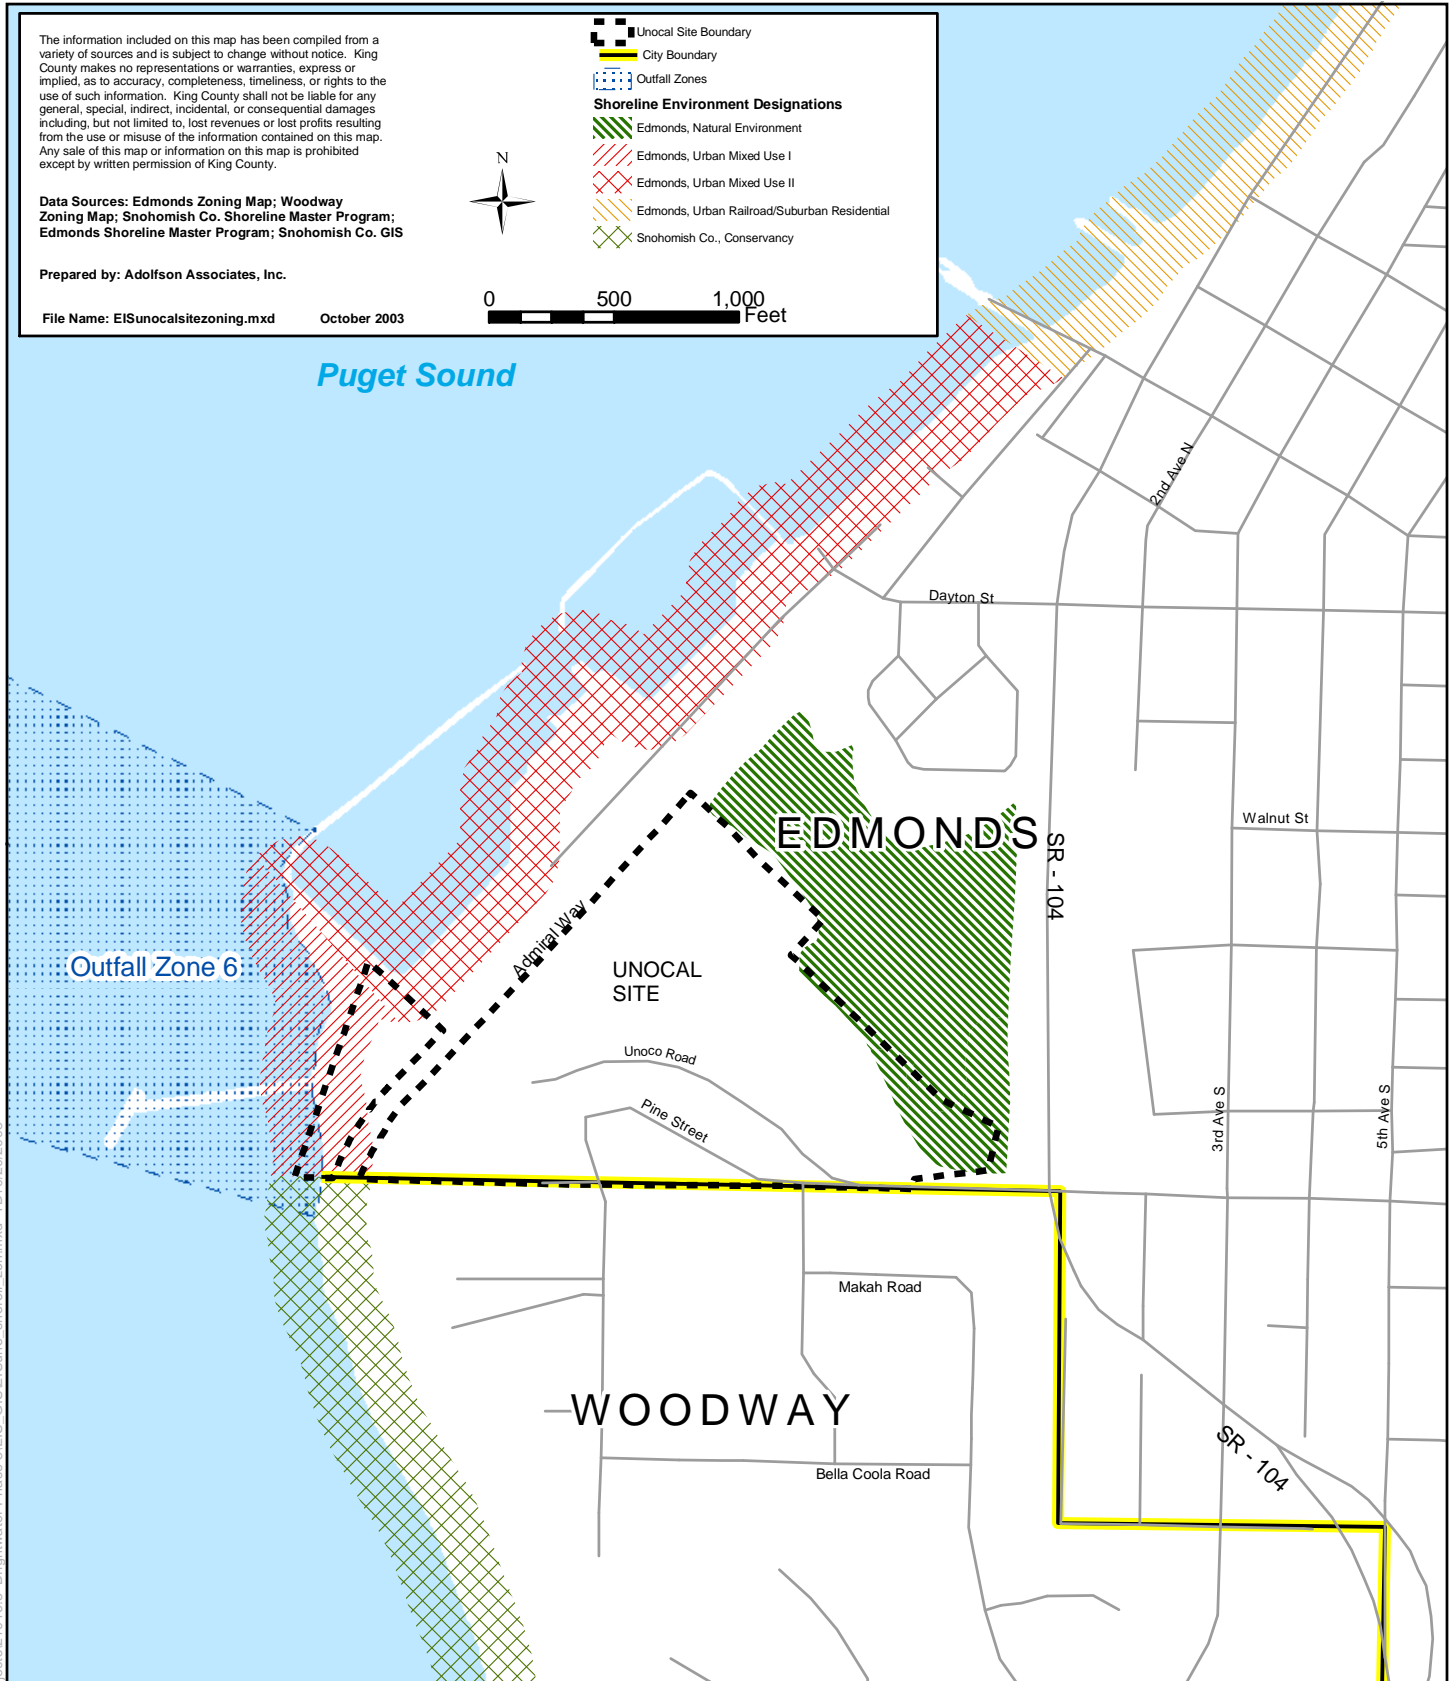 The information included on this map has been compiled from a
variety of sources and is subject to change without notice. King
County makes no representations or warranties, express or
implied, as to accuracy, completeness, timeliness, or rights to the
use of such information. King County shall not be liable for any
general, special, indirect, incidental, or consequential damages
including, but not limited to, lost revenues or lost profits resulting
from the use or misuse of the information contained on this map.
Any sale of this map or information on this map is prohibited
except by written permission of King County.
Data Sources: Edmonds Zoning Map; Woodway
Zoning Map; Snohomish Co. Shoreline Master Program;
Edmonds Shoreline Master Program; Snohomish Co. GIS
Prepared by: Adolfson Associates, Inc.
File Name: EISunocalsitezoning.mxd October 2003
N
0 500 1,000
Feet
Unocal Site Boundary
City Boundary
Outfall Zones
Shoreline Environment Designations
Edmonds, Natural Environment
Edmonds, Urban Mixed Use I
Edmonds, Urban Mixed Use II
Edmonds, Urban Railroad/Suburban Residential
Snohomish Co., Conservancy
Puget Sound
2nd Ave N
Dayton St
Walnut St
EDMONDS
SR - 104
Admiral Way
Outfall Zone 6
UNOCAL
SITE
Unoco Road
Pine Street
3rd Ave S
5th Ave S
Makah Road
WOODWAY
SR - 104
Bella Coola Road